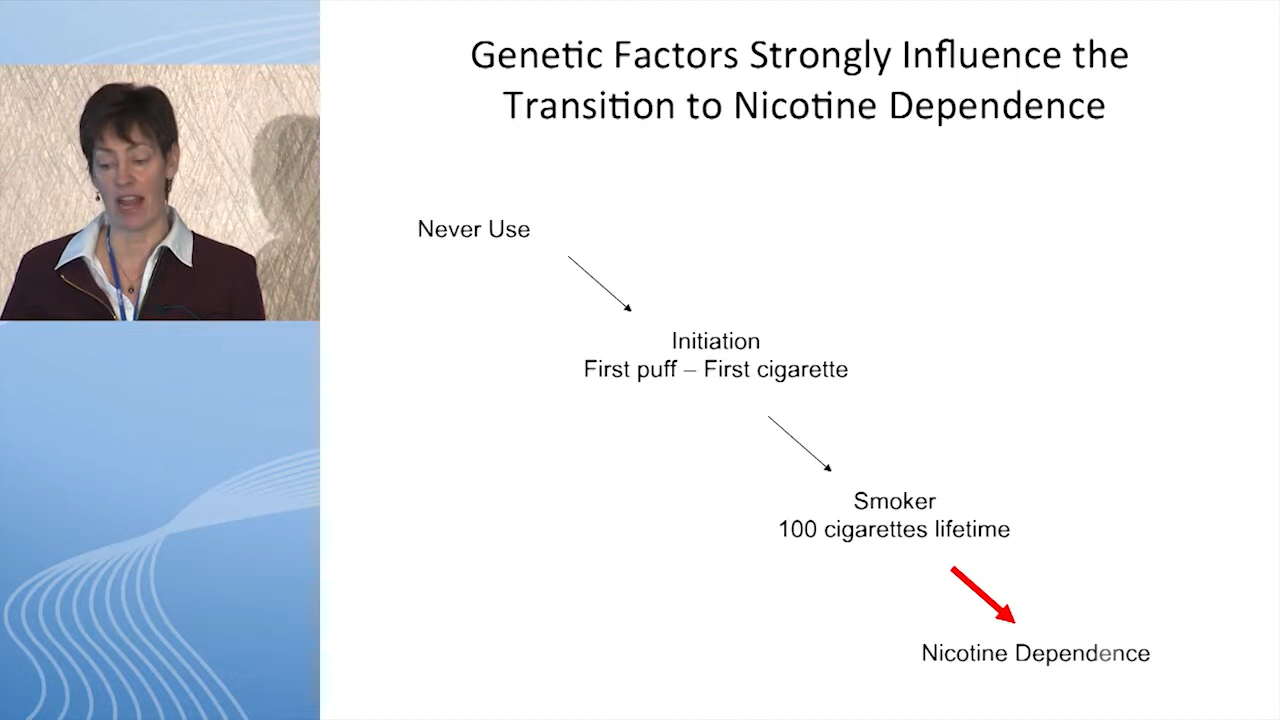 Genetic Factors Strongly Influence the
Transition to Nicotine Dependence
Never Use
Initiation
First puff – First cigarette
Smoker
100 cigarettes lifetime
Nicotine Dependence